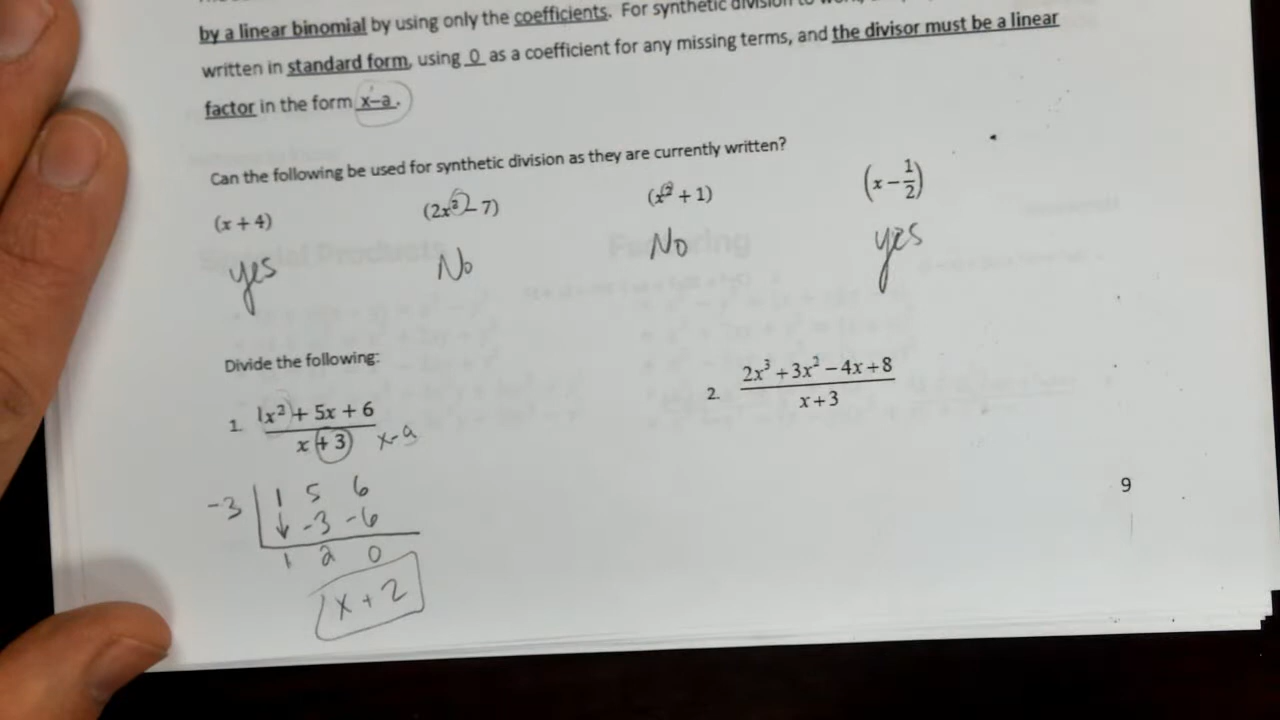 by a linear binomial by using only the coefficients. For synthetic division to
written in standard form, using 0 as a coefficient for any missing terms, and the divisor must be a linear
factor in the form x–a.
Can the following be used for synthetic division as they are currently written?
(x + 4) (2x² – 7) (x² + 1) (x – 1/2)
yes No No yes
Divide the following:
1. 1x² + 5x + 6 / x + 3 x-a
2. 2x³ + 3x² – 4x + 8 / x + 3
-3 | 1 5 6
↓ -3 -6
1 2 0
x + 2
9